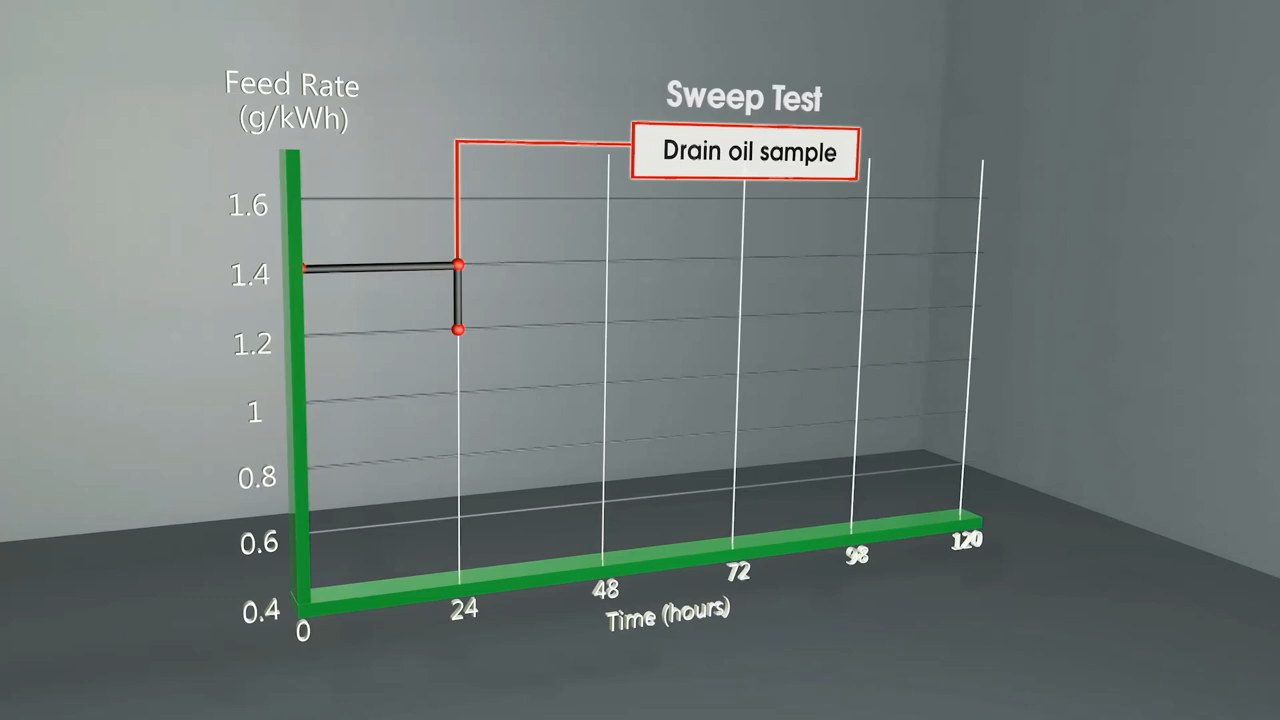 Feed Rate
(g/kWh)
Sweep Test
Drain oil sample
1.6
1.4
1.2
1
0.8
0.6
0.4
0
24
48
72
98
120
Time (hours)